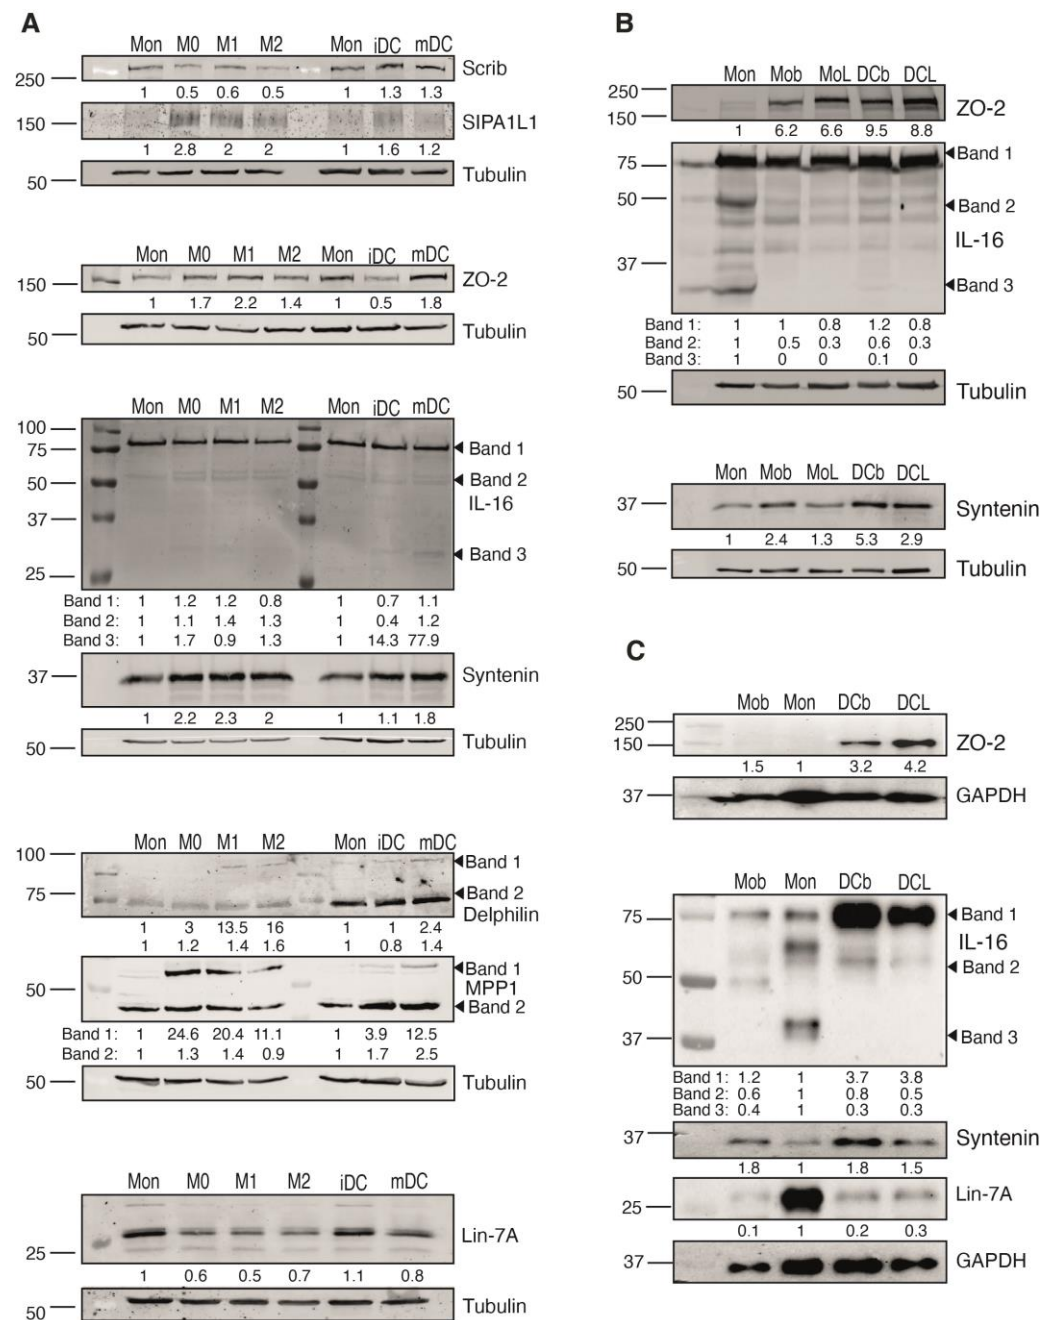 A
Mon M0 M1 M2 Mon iDC mDC
250
Scrib
1 0.5 0.6 0.5 1 1.3 1.3
150
SIPA1L1
1 2.8 2 2 1 1.6 1.2
50
Tubulin
Mon M0 M1 M2 Mon iDC mDC
150
ZO-2
1 1.7 2.2 1.4 1 0.5 1.8
50
Tubulin
Mon M0 M1 M2 Mon iDC mDC
100
75
Band 1
50
Band 2
IL-16
37
Band 3
25
Band 1: 1 1.2 1.2 0.8 1 0.7 1.1
Band 2: 1 1.1 1.4 1.3 1 0.4 1.2
Band 3: 1 1.7 0.9 1.3 1 14.3 77.9
37
Syntenin
1 2.2 2.3 2 1 1.1 1.8
50
Tubulin
Mon M0 M1 M2 Mon iDC mDC
100
Band 1
75
Band 2
Delphilin
1 3 13.5 16 1 1 2.4
1 1.2 1.4 1.6 1 0.8 1.4
Band 1
50
MPP1
Band 2
Band 1: 1 24.6 20.4 11.1 1 3.9 12.5
Band 2: 1 1.3 1.4 0.9 1 1.7 2.5
50
Tubulin
Mon M0 M1 M2 iDC mDC
Lin-7A
25
1 0.6 0.5 0.7 1.1 0.8
50
Tubulin
B
Mon Mob MoL DCb DCL
250
150
ZO-2
1 6.2 6.6 9.5 8.8
Band 1
75
50
Band 2
IL-16
37
Band 3
Band 1: 1 1 0.8 1.2 0.8
Band 2: 1 0.5 0.3 0.6 0.3
Band 3: 1 0 0 0.1 0
50
Tubulin
Mon Mob MoL DCb DCL
37
Syntenin
1 2.4 1.3 5.3 2.9
50
Tubulin
C
Mob Mon DCb DCL
250
150
ZO-2
1.5 1 3.2 4.2
37
GAPDH
Mob Mon DCb DCL
75
Band 1
IL-16
50
Band 2
37
Band 3
Band 1: 1.2 1 3.7 3.8
Band 2: 0.6 1 0.8 0.5
Band 3: 0.4 1 0.3 0.3
37
Syntenin
1.8 1 1.8 1.5
25
Lin-7A
0.1 1 0.2 0.3
37
GAPDH